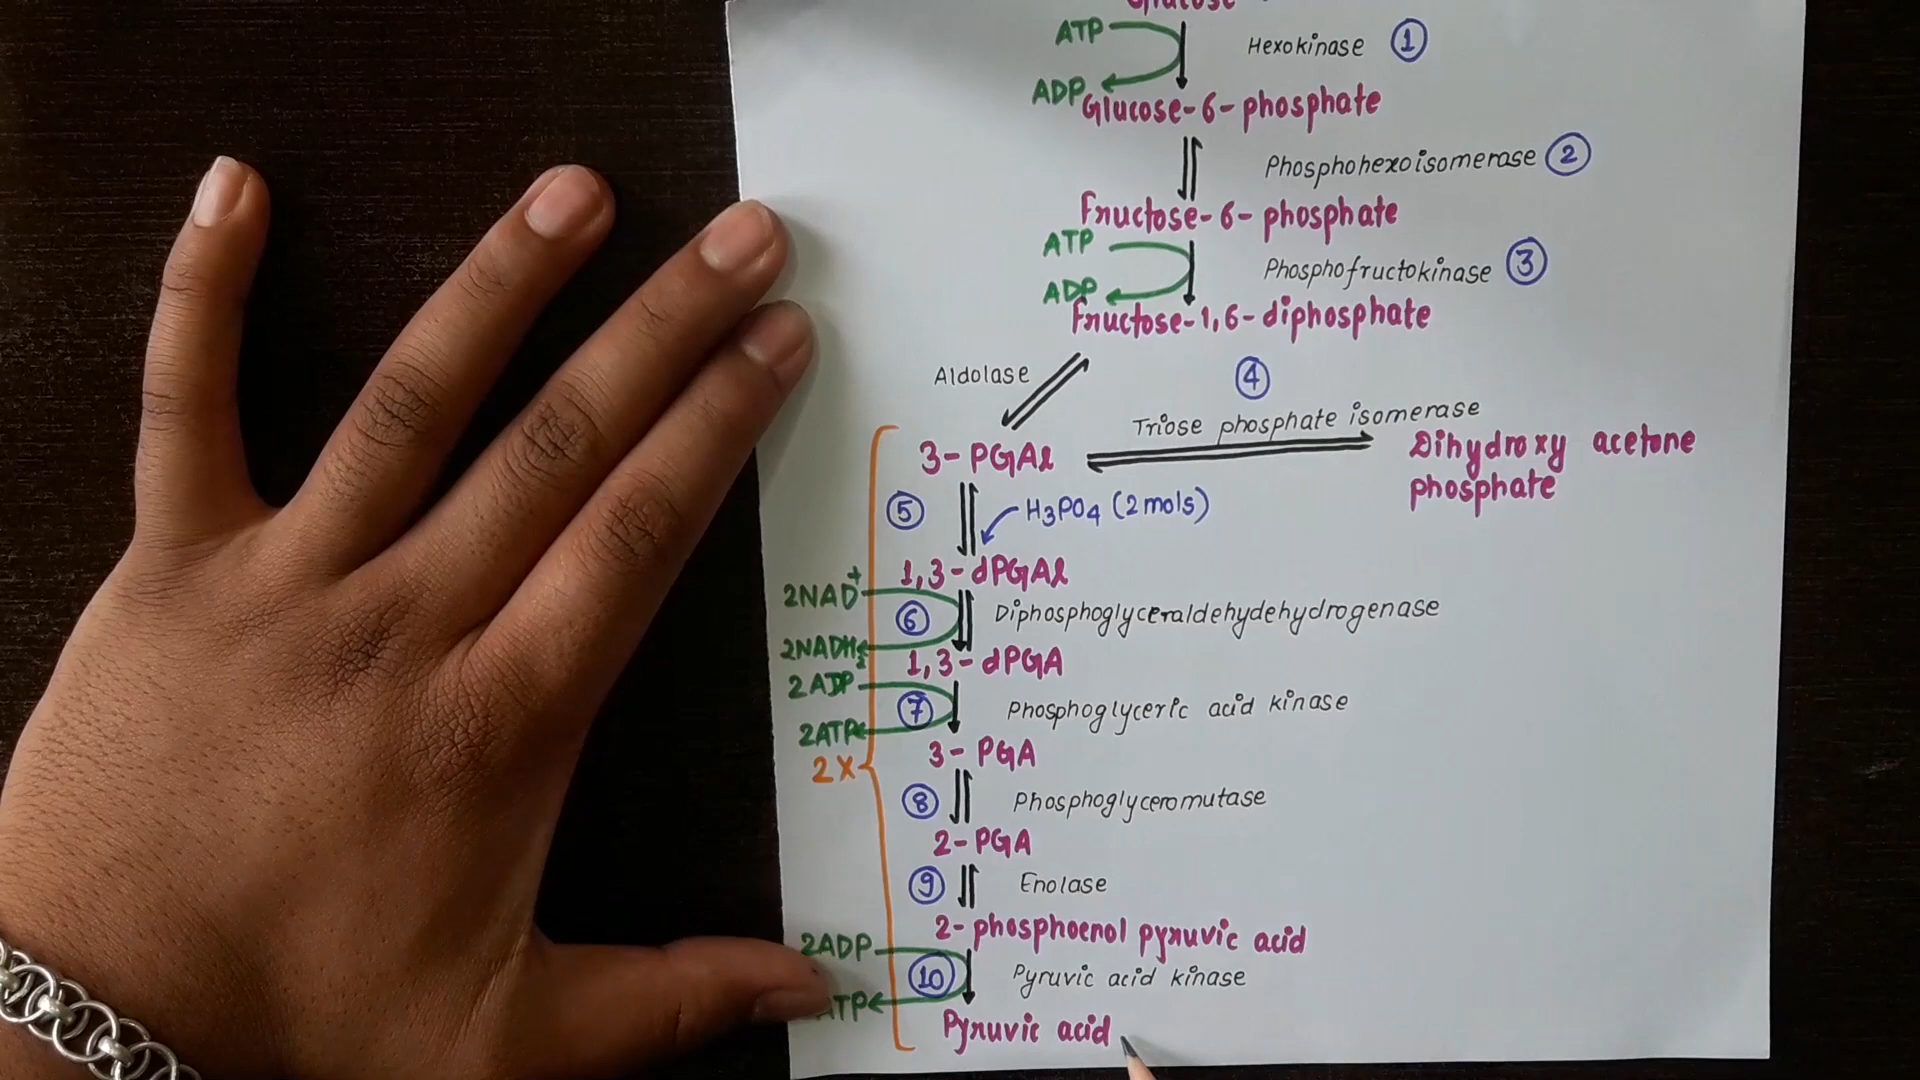 Glucose
ATP
Hexokinase 1
ADP
Glucose-6-phosphate
Phosphohexoisomerase 2
Fructose-6-phosphate
ATP
Phosphofructokinase 3
ADP
Fructose-1,6-diphosphate
Aldolase
4
Triose phosphate isomerase
3-PGAl
Dihydroxy acetone
phosphate
5
H3PO4 (2 mols)
1,3-dPGAl
2NAD+
6 Diphosphoglyceraldehydehydrogenase
2NADH2
1,3-dPGA
2ADP
7 Phosphoglyceric acid kinase
2ATP
3-PGA
2X
8 Phosphoglyceromutase
2-PGA
9 Enolase
2-phosphoenol pyruvic acid
2ADP
10 Pyruvic acid kinase
ATP
Pyruvic acid